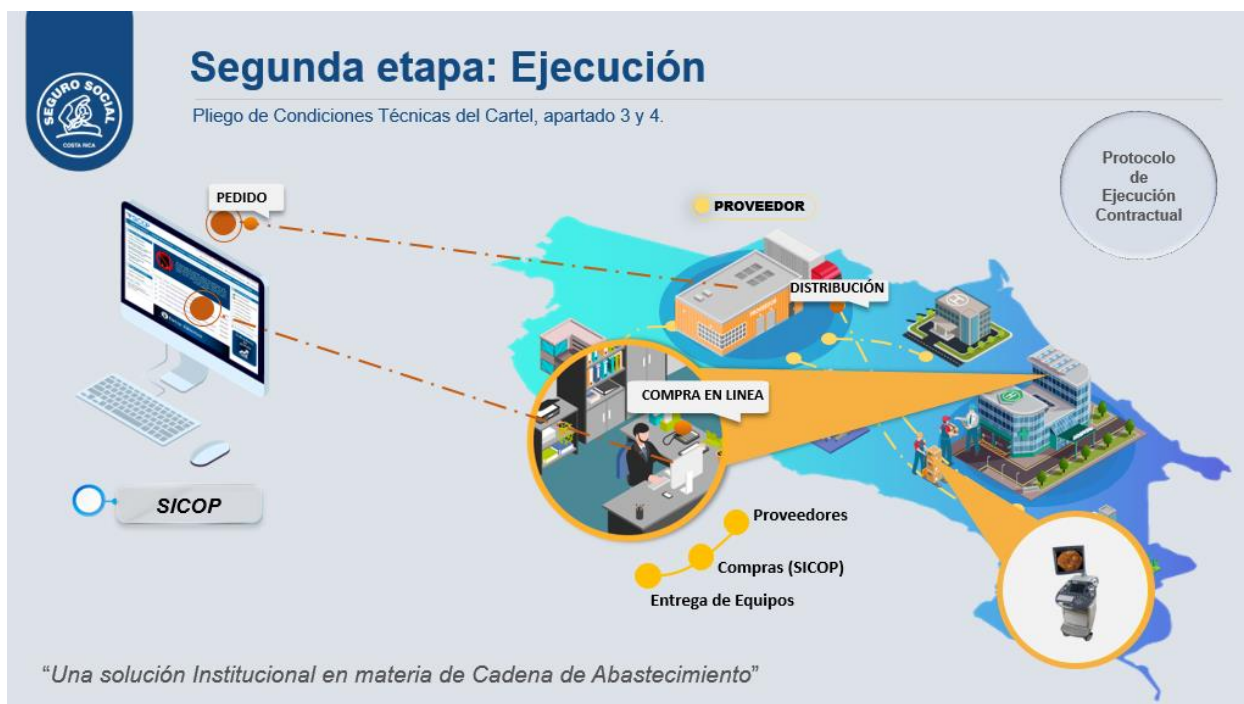 Segunda etapa: Ejecución
Pliego de Condiciones Técnicas del Cartel, apartado 3 y 4.
SEGURO SOCIAL
COSTA RICA
Protocolo
de
Ejecución
Contractual
PEDIDO
PROVEEDOR
DISTRIBUCIÓN
COMPRA EN LINEA
SICOP
Proveedores
Compras (SICOP)
Entrega de Equipos
“Una solución Institucional en materia de Cadena de Abastecimiento”